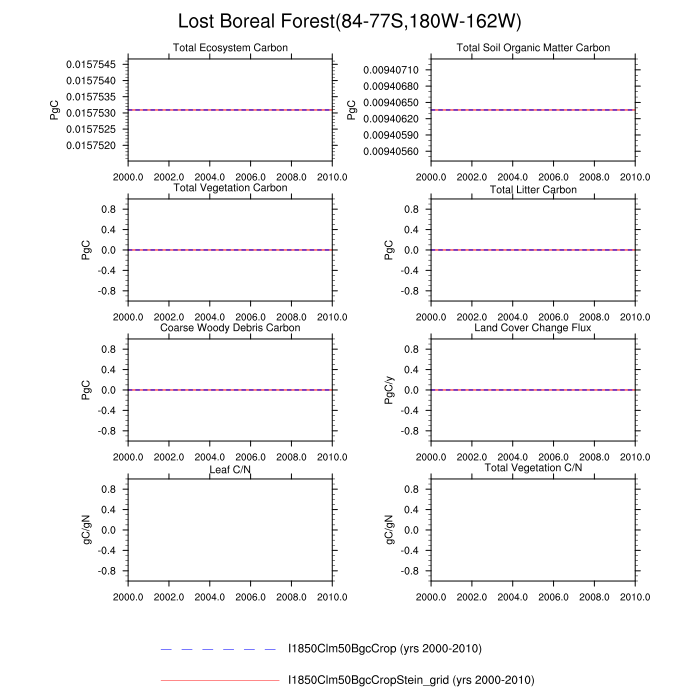 Lost Boreal Forest(84-77S,180W-162W)
Total Ecosystem Carbon
PgC
0.0157545
0.0157540
0.0157535
0.0157530
0.0157525
0.0157520
2000.0 2002.0 2004.0 2006.0 2008.0 2010.0
Total Soil Organic Matter Carbon
PgC
0.00940710
0.00940680
0.00940650
0.00940620
0.00940590
0.00940560
2000.0 2002.0 2004.0 2006.0 2008.0 2010.0
Total Vegetation Carbon
PgC
0.8
0.4
0.0
-0.4
-0.8
2000.0 2002.0 2004.0 2006.0 2008.0 2010.0
Total Litter Carbon
PgC
0.8
0.4
0.0
-0.4
-0.8
2000.0 2002.0 2004.0 2006.0 2008.0 2010.0
Coarse Woody Debris Carbon
PgC
0.8
0.4
0.0
-0.4
-0.8
2000.0 2002.0 2004.0 2006.0 2008.0 2010.0
Land Cover Change Flux
PgC/y
0.8
0.4
0.0
-0.4
-0.8
2000.0 2002.0 2004.0 2006.0 2008.0 2010.0
Leaf C/N
gC/gN
0.8
0.4
0.0
-0.4
-0.8
2000.0 2002.0 2004.0 2006.0 2008.0 2010.0
Total Vegetation C/N
gC/gN
0.8
0.4
0.0
-0.4
-0.8
2000.0 2002.0 2004.0 2006.0 2008.0 2010.0
I1850Clm50BgcCrop (yrs 2000-2010)
I1850Clm50BgcCropStein_grid (yrs 2000-2010)